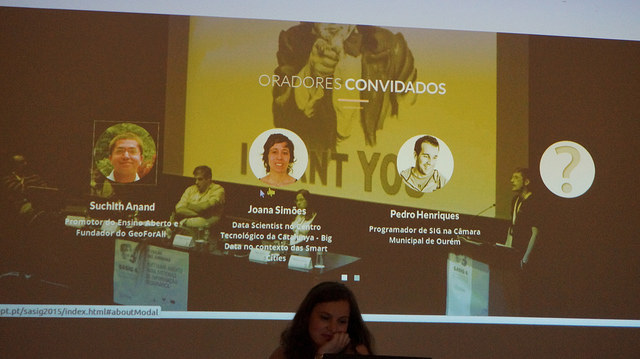 ORADORES CONVIDADOS
I WANT YOU
?
Suchith Anand
Promotor do Ensino Aberto e
Fundador do GeoForAll
Joana Simões
Data Scientist no Centro
Tecnológico da Catalunya - Big
Data no contexto das Smart
Cities
Pedro Henriques
Programador de SIG na Câmara
Municipal de Ourém
pt.pt/sasig2015/index.html#aboutModal